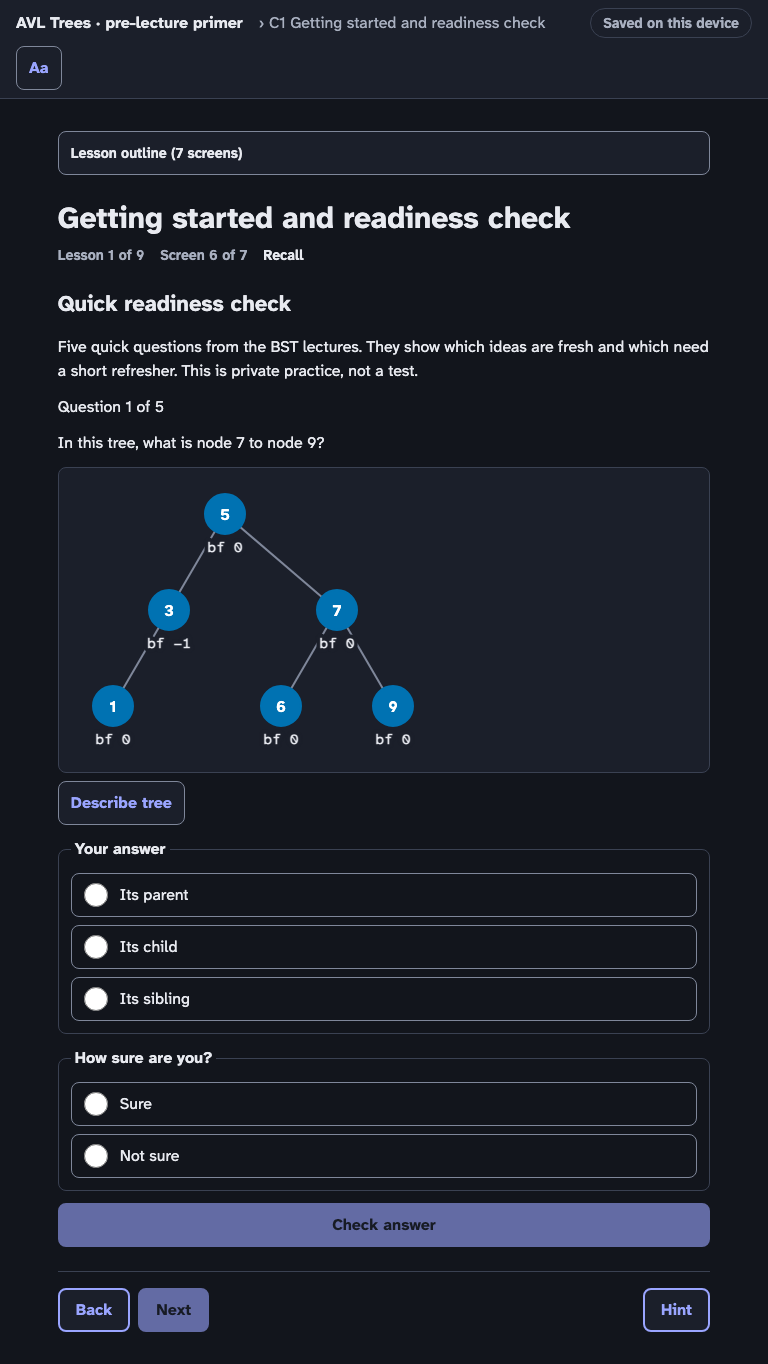 AVL Trees · pre-lecture primer › C1 Getting started and readiness check
Saved on this device
Aa
Lesson outline (7 screens)
Getting started and readiness check
Lesson 1 of 9 Screen 6 of 7 Recall
Quick readiness check
Five quick questions from the BST lectures. They show which ideas are fresh and which need
a short refresher. This is private practice, not a test.
Question 1 of 5
In this tree, what is node 7 to node 9?
5
bf 0
3 7
bf −1 bf 0
1 6 9
bf 0 bf 0 bf 0
Describe tree
Your answer
Its parent
Its child
Its sibling
How sure are you?
Sure
Not sure
Check answer
Back Next Hint